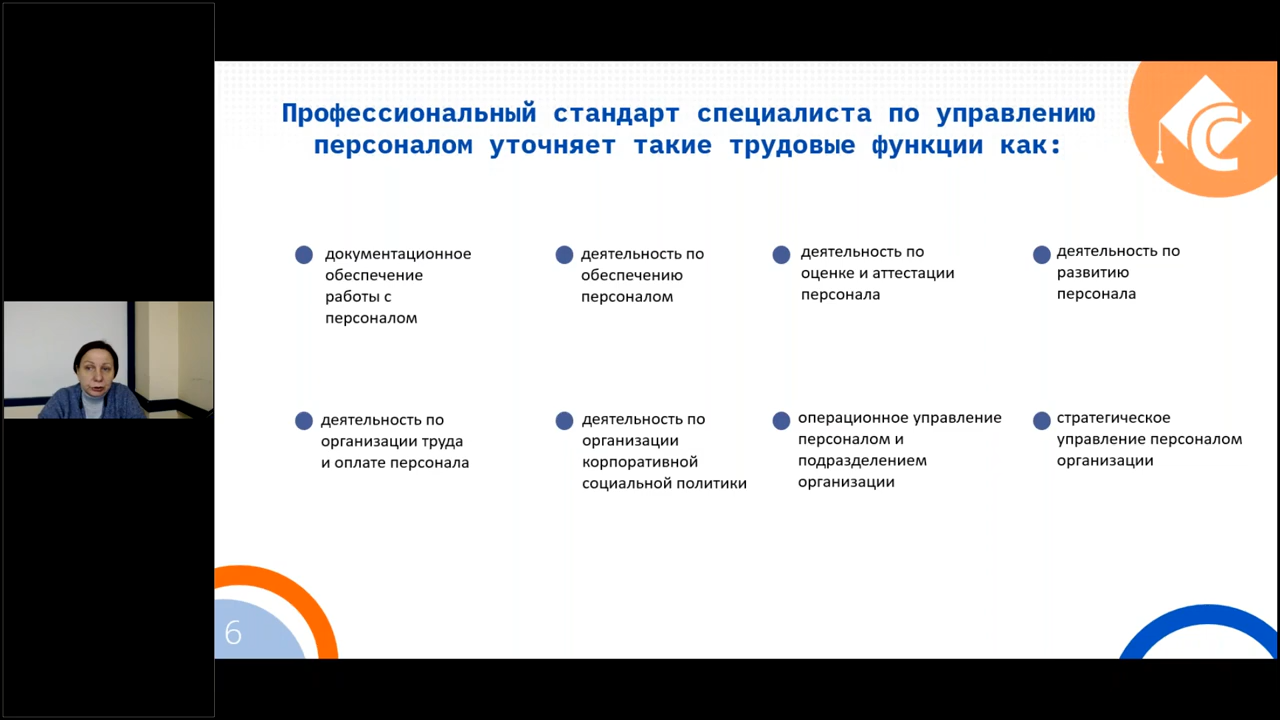 Профессиональный стандарт специалиста по управлению
персоналом уточняет такие трудовые функции как:
документационное
обеспечение
работы с
персоналом
деятельность по
обеспечению
персоналом
деятельность по
оценке и аттестации
персонала
деятельность по
развитию
персонала
деятельность по
организации труда
и оплате персонала
деятельность по
организации
корпоративной
социальной политики
операционное управление
персоналом и
подразделением
организации
стратегическое
управление персоналом
организации
6